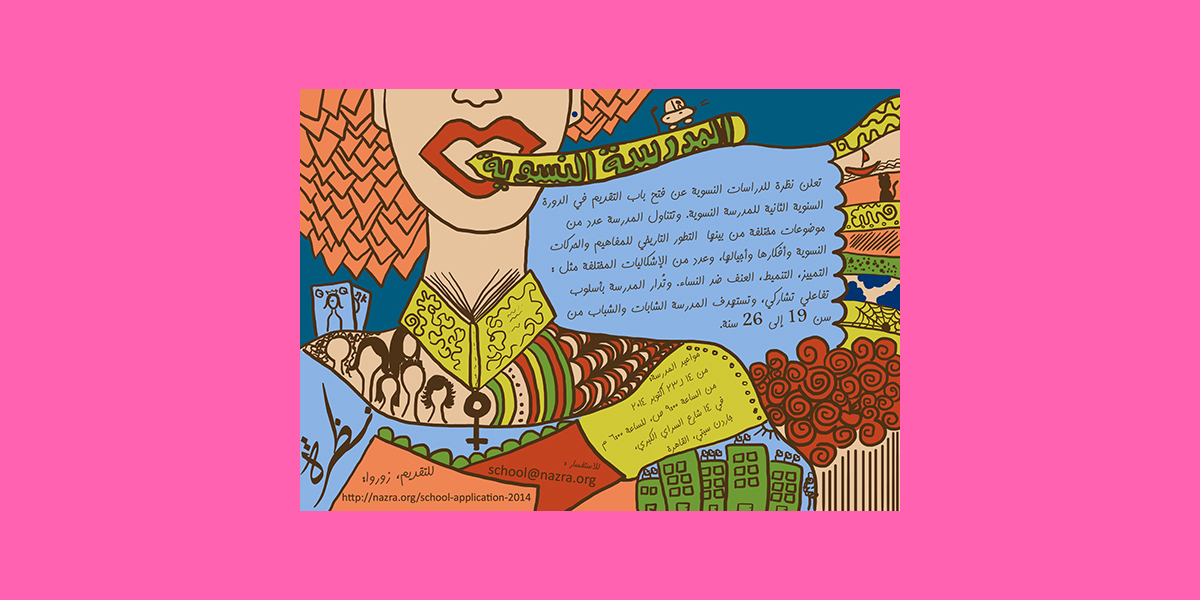 المدرسة النسوية
تعلن نظرة للدراسات النسوية عن فتح باب التقديم في الدورة
السنوية الثانية للمدرسة النسوية. وتتناول المدرسة عدد من
موضوعات مختلفة من بينها التطور التاريخي للمفاهيم والحركات
النسوية وأفكارها وأجيالها، وعدد من الإشكاليات المختلفة مثل :
التمييز، التنميط، العنف ضد النساء. وتُدار المدرسة بأسلوب
تفاعلي تشاركي، وتستهدف المدرسة الشابات والشباب من
سن 19 إلى 26 سنة.
مواعيد المدرسة:
من ١٤ لـ ٢٣ أكتوبر ٢٠١٤
من الساعة ٩:٠٠ ص، للساعة ٦:٠٠ م
في ١٤ شارع السراي الكبرى،
جاردن سيتي، القاهرة
للاستفسار :
school@nazra.org
للتقديم، زورواه
http://nazra.org/school-application-2014
نظرة
Q Q
K